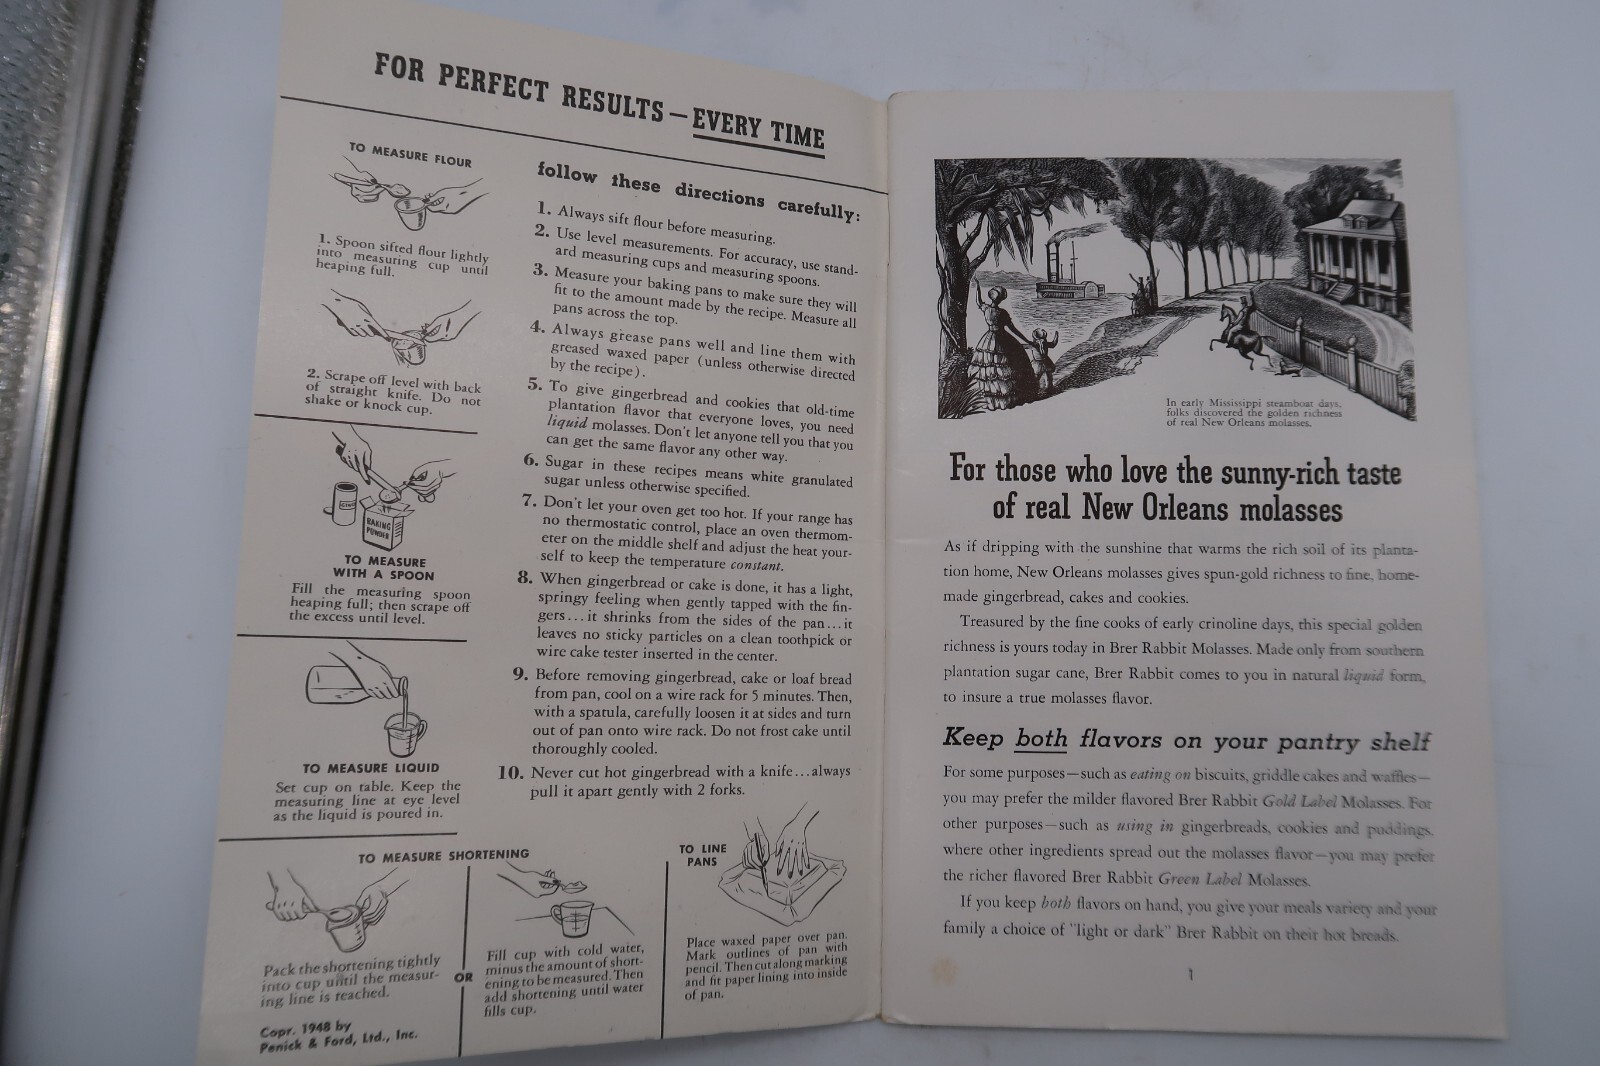 FOR PERFECT RESULTS — EVERY TIME
TO MEASURE FLOUR
1. Spoon sifted flour lightly
into measuring cup until
heaping full.
2. Scrape off level with back
of straight knife. Do not
shake or knock cup.
BAKING
POWDER
TO MEASURE
WITH A SPOON
Fill the measuring spoon
heaping full; then scrape off
the excess until level.
TO MEASURE LIQUID
Set cup on table. Keep the
measuring line at eye level
as the liquid is poured in.
follow these directions carefully:
1. Always sift flour before measuring.
2. Use level measurements. For accuracy, use stand-
ard measuring cups and measuring spoons.
3. Measure your baking pans to make sure they will
fit to the amount made by the recipe. Measure all
pans across the top.
4. Always grease pans well and line them with
greased waxed paper (unless otherwise directed
by the recipe).
5. To give gingerbread and cookies that old-time
plantation flavor that everyone loves, you need
liquid molasses. Don't let anyone tell you that you
can get the same flavor any other way.
6. Sugar in these recipes means white granulated
sugar unless otherwise specified.
7. Don't let your oven get too hot. If your range has
no thermostatic control, place an oven thermom-
eter on the middle shelf and adjust the heat your-
self to keep the temperature constant.
8. When gingerbread or cake is done, it has a light,
springy feeling when gently tapped with the fin-
gers...it shrinks from the sides of the pan...it
leaves no sticky particles on a clean toothpick or
wire cake tester inserted in the center.
9. Before removing gingerbread, cake or loaf bread
from pan, cool on a wire rack for 5 minutes. Then,
with a spatula, carefully loosen it at sides and turn
out of pan onto wire rack. Do not frost cake until
thoroughly cooled.
10. Never cut hot gingerbread with a knife...always
pull it apart gently with 2 forks.
TO MEASURE SHORTENING
Pack the shortening tightly
into cup until the measur-
ing line is reached.
OR
Fill cup with cold water,
minus the amount of short-
ening to be measured. Then
add shortening until water
fills cup.
TO LINE
PANS
Place waxed paper over pan.
Mark outlines of pan with
pencil. Then cut along marking
and fit paper lining into inside
of pan.
Copr. 1948 by
Penick & Ford, Ltd., Inc.
In early Mississippi steamboat days,
folks discovered the golden richness
of real New Orleans molasses.
For those who love the sunny-rich taste
of real New Orleans molasses
As if dripping with the sunshine that warms the rich soil of its planta-
tion home, New Orleans molasses gives spun-gold richness to fine, home-
made gingerbread, cakes and cookies.
Treasured by the fine cooks of early crinoline days, this special golden
richness is yours today in Brer Rabbit Molasses. Made only from southern
plantation sugar cane, Brer Rabbit comes to you in natural liquid form,
to insure a true molasses flavor.
Keep both flavors on your pantry shelf
For some purposes—such as eating on biscuits, griddle cakes and waffles—
you may prefer the milder flavored Brer Rabbit Gold Label Molasses. For
other purposes—such as using in gingerbreads, cookies and puddings,
where other ingredients spread out the molasses flavor—you may prefer
the richer flavored Brer Rabbit Green Label Molasses.
If you keep both flavors on hand, you give your meals variety and your
family a choice of "light or dark" Brer Rabbit on their hot breads.
1